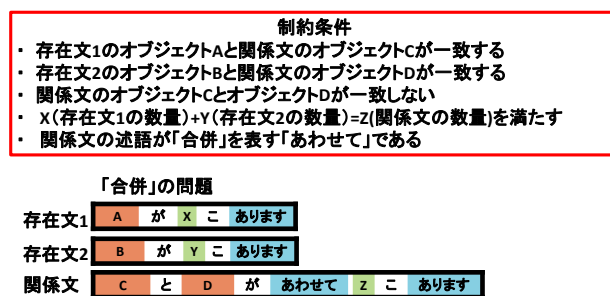 制約条件
・ 存在文1のオブジェクトAと関係文のオブジェクトCが一致する
・ 存在文2のオブジェクトBと関係文のオブジェクトDが一致する
・ 関係文のオブジェクトCとオブジェクトDが一致しない
・ X(存在文1の数量)+Y(存在文2の数量)=Z(関係文の数量)を満たす
・ 関係文の述語が「合併」を表す「あわせて」である
「合併」の問題
存在文1 A が X こ あります
存在文2 B が Y こ あります
関係文 C と D が あわせて Z こ あります